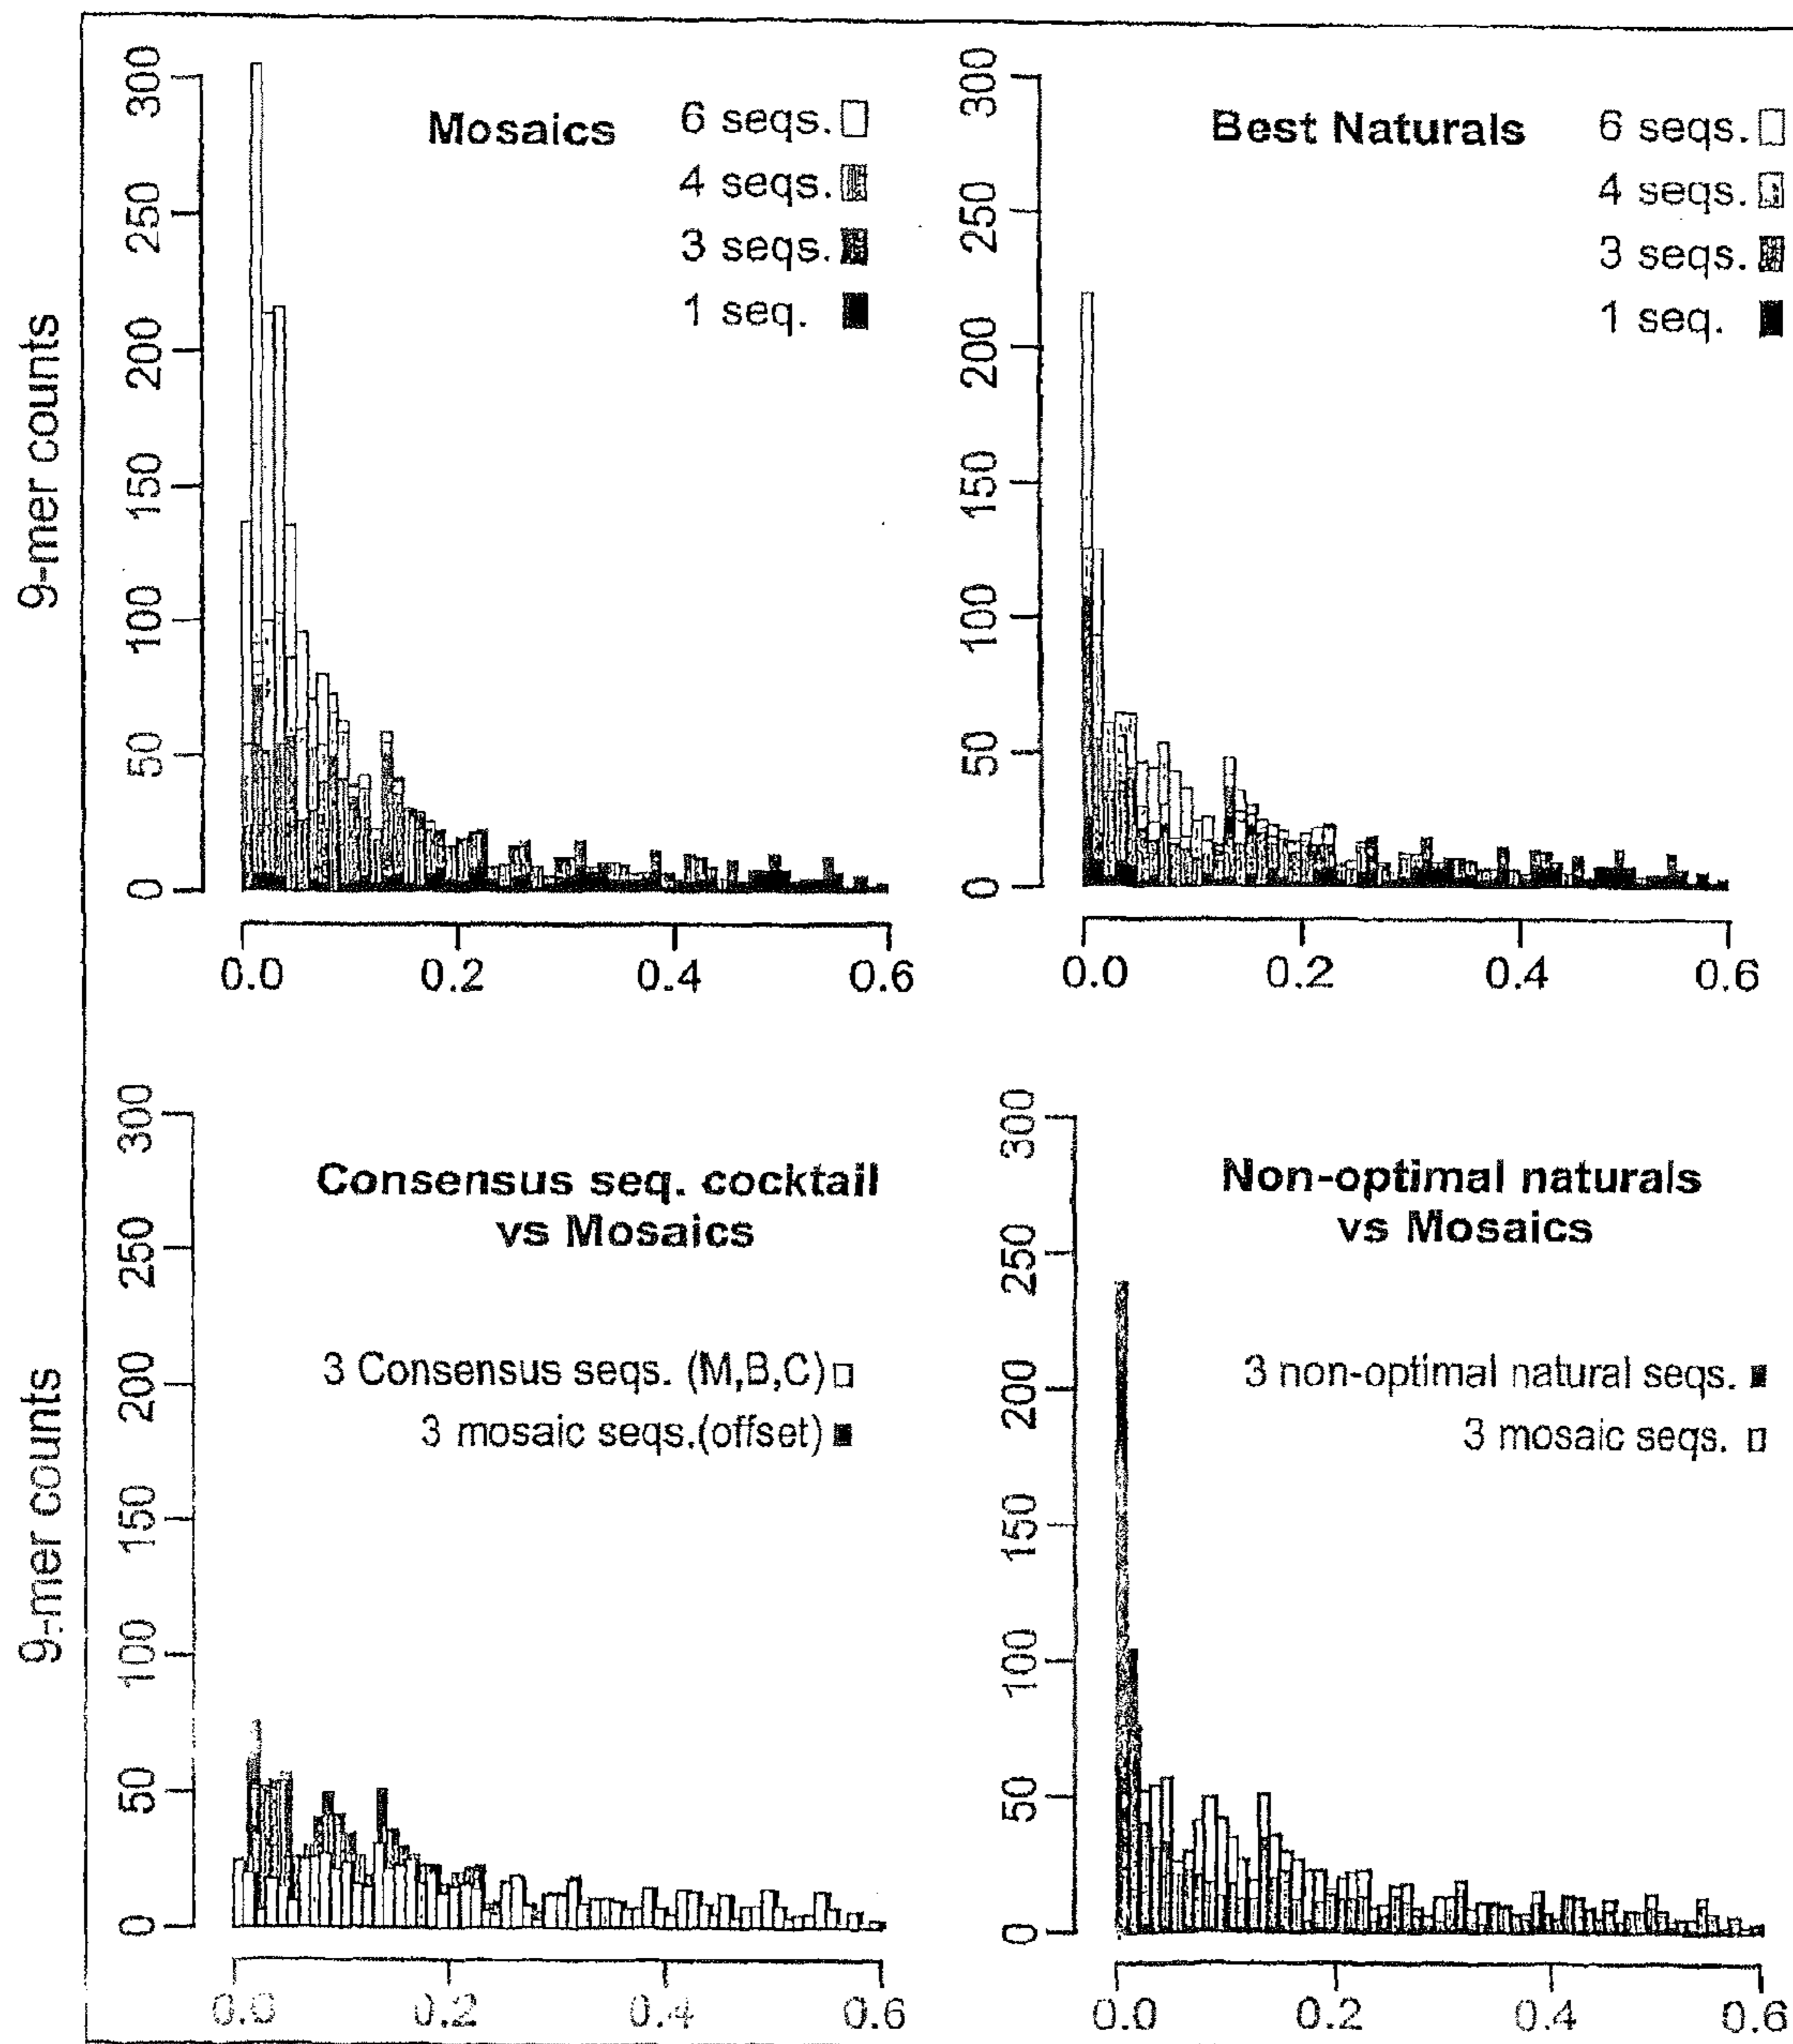 Mosaics
6 seqs.
4 seqs.
3 seqs.
1 seq.
9-mer counts
300
250
200
150
100
50
0
0.0 0.2 0.4 0.6
Best Naturals
6 seqs.
4 seqs.
3 seqs.
1 seq.
300
250
200
150
100
50
0
0.0 0.2 0.4 0.6
Consensus seq. cocktail
vs Mosaics
3 Consensus seqs. (M,B,C)
3 mosaic seqs.(offset)
9-mer counts
300
250
200
150
100
50
0
0.0 0.2 0.4 0.6
Non-optimal naturals
vs Mosaics
3 non-optimal natural seqs.
3 mosaic seqs.
300
250
200
150
100
50
0
0.0 0.2 0.4 0.6